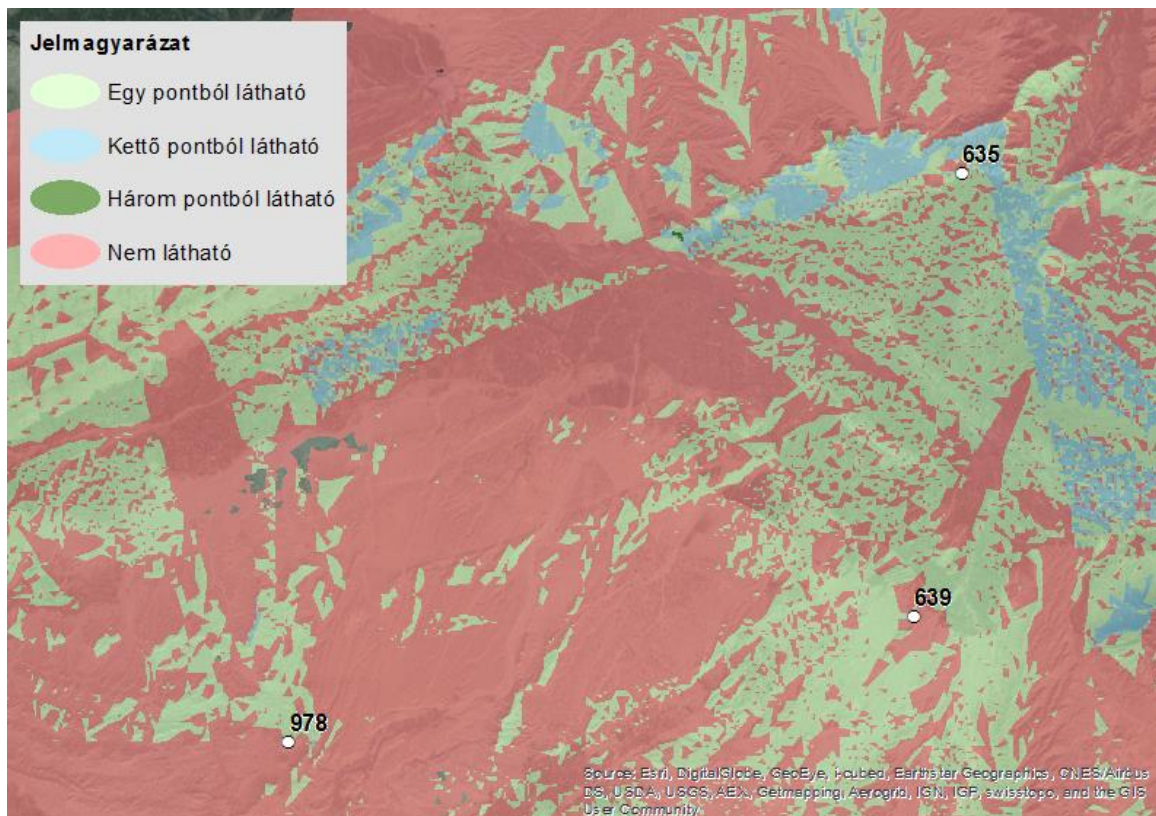 Jelmagyarázat
Egy pontból látható
Kettő pontból látható
Három pontból látható
Nem látható
635
639
978
Source: Esri, DigitalGlobe, GeoEye, i-cubed, Earthstar Geographics, CNES/Airbus
DS, USDA, USGS, AEX, Getmapping, Aerogrid, IGN, IGP, swisstopo, and the GIS
User Community